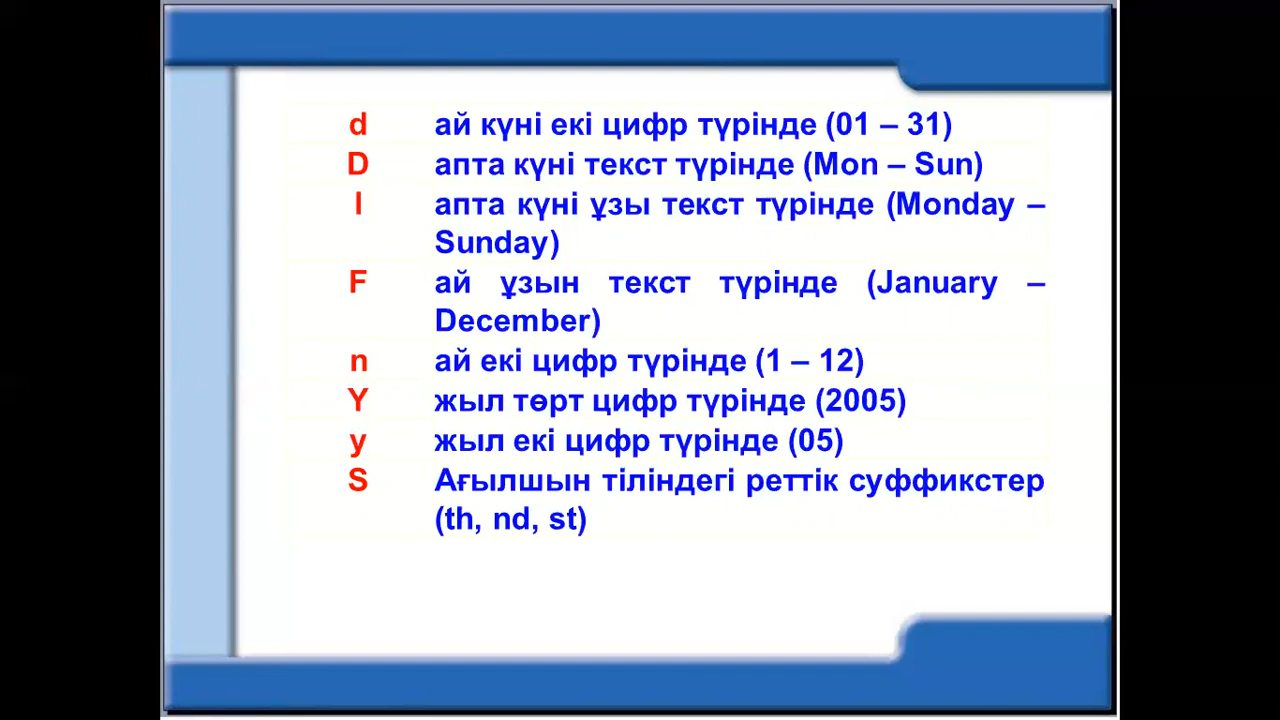 d ай күні екі цифр түрінде (01 – 31)
D апта күні текст түрінде (Mon – Sun)
l апта күні ұзы текст түрінде (Monday –
Sunday)
F ай ұзын текст түрінде (January –
December)
n ай екі цифр түрінде (1 – 12)
Y жыл төрт цифр түрінде (2005)
y жыл екі цифр түрінде (05)
S Ағылшын тіліндегі реттік суффикстер
(th, nd, st)